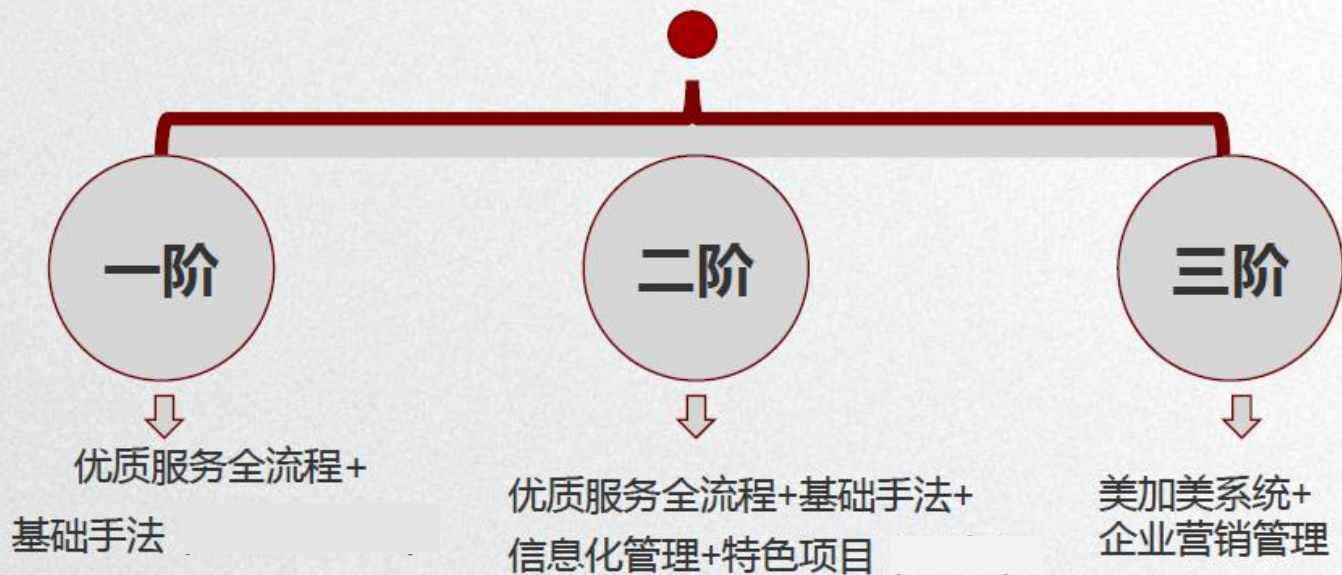 一阶
二阶
三阶
优质服务全流程+
基础手法
优质服务全流程+基础手法+
信息化管理+特色项目
美加美系统+
企业营销管理